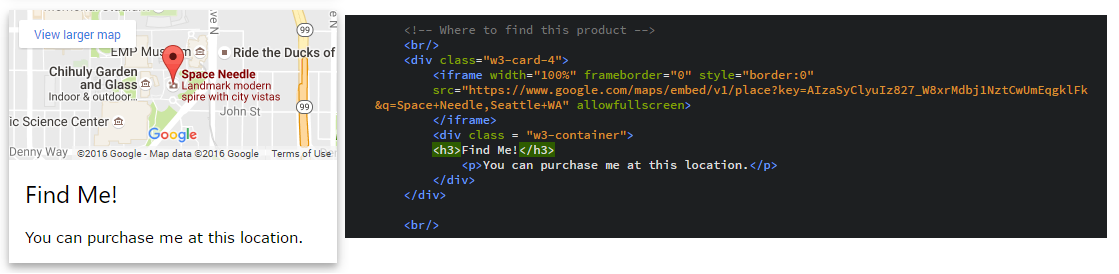 View larger map
99
ve N
EMP Museum
Ride the Ducks of
Chihuly Garden
and Glass
Indoor & outdoor...
Space Needle
Landmark modern
spire with city vistas
ic Science Center
Google
John St
99
Denny Way
©2016 Google - Map data ©2016 Google
Terms of Use
Find Me!
You can purchase me at this location.
<!-- Where to find this product -->
<br/>
<div class="w3-card-4">
<iframe width="100%" frameborder="0" style="border:0"
src="https://www.google.com/maps/embed/v1/place?key=AIzaSyClyuIz827_W8xrMdbj1NztCwUmEqgklFk
&q=Space+Needle,Seattle+WA" allowfullscreen>
</iframe>
<div class = "w3-container">
<h3>Find Me!</h3>
<p>You can purchase me at this location.</p>
</div>
</div>
<br/>